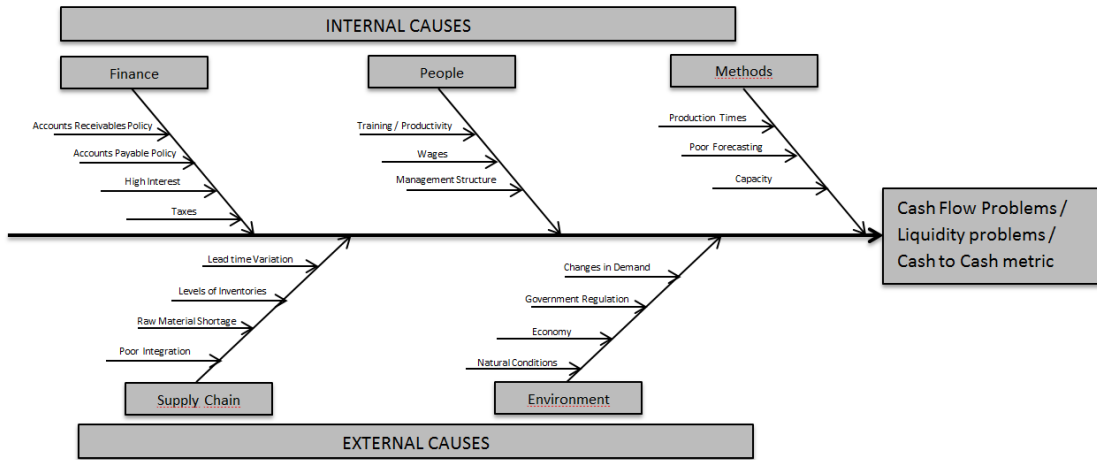 INTERNAL CAUSES
Finance
People
Methods
Accounts Receivables Policy
Accounts Payable Policy
High Interest
Taxes
Training / Productivity
Wages
Management Structure
Production Times
Poor Forecasting
Capacity
Cash Flow Problems /
Liquidity problems /
Cash to Cash metric
Lead time Variation
Levels of Inventories
Raw Material Shortage
Poor Integration
Changes in Demand
Government Regulation
Economy
Natural Conditions
Supply Chain
Environment
EXTERNAL CAUSES